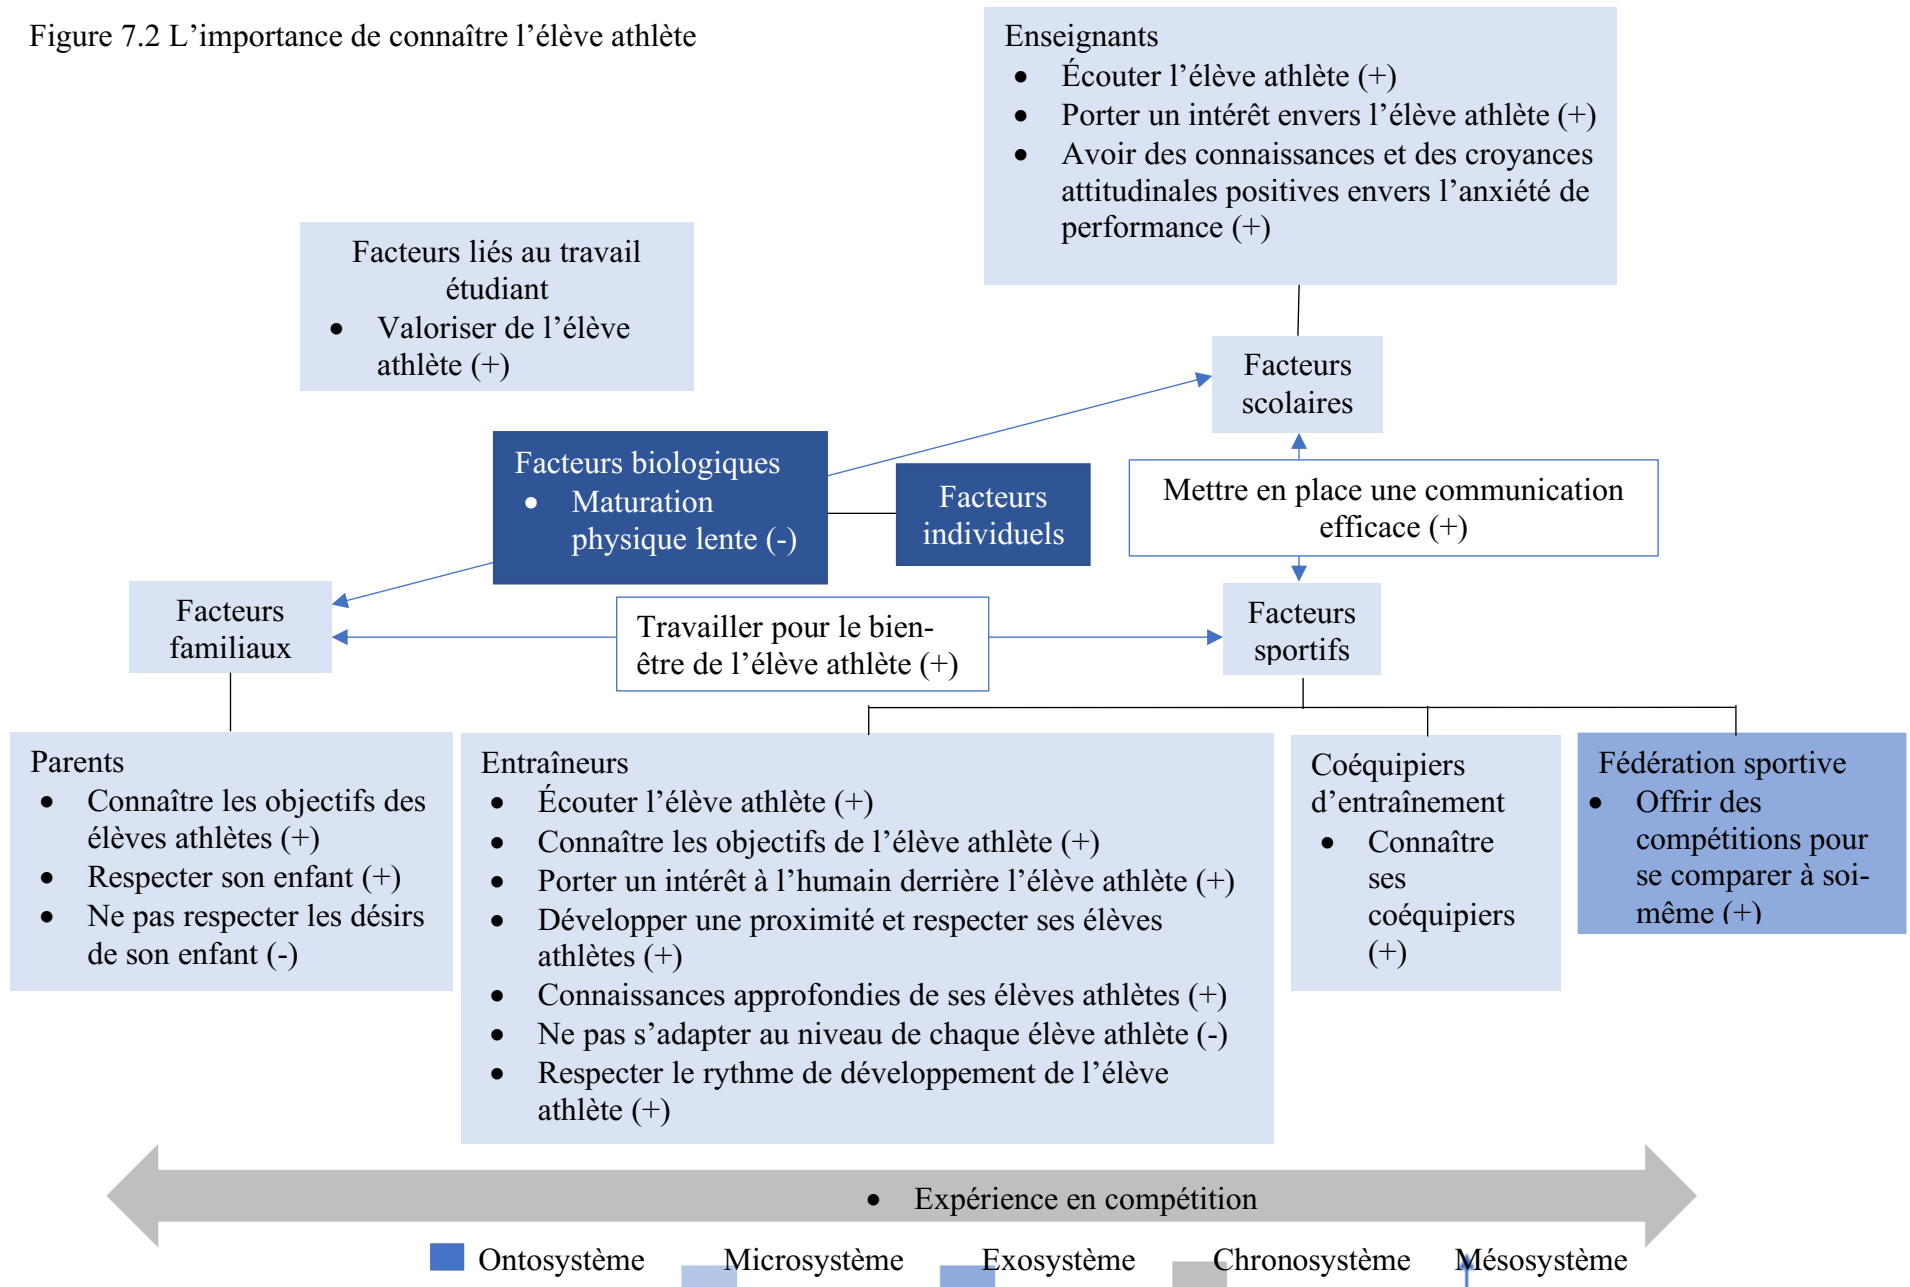 Figure 7.2 L’importance de connaître l’élève athlète
Enseignants
• Écouter l’élève athlète (+)
• Porter un intérêt envers l’élève athlète (+)
• Avoir des connaissances et des croyances
attitudinales positives envers l’anxiété de
performance (+)
Facteurs liés au travail
étudiant
• Valoriser de l’élève
athlète (+)
Facteurs
scolaires
Facteurs biologiques
• Maturation
physique lente (-)
Facteurs
individuels
Mettre en place une communication
efficace (+)
Facteurs
familiaux
Travailler pour le bien-
être de l’élève athlète (+)
Facteurs
sportifs
Parents
• Connaître les objectifs des
élèves athlètes (+)
• Respecter son enfant (+)
• Ne pas respecter les désirs
de son enfant (-)
Entraîneurs
• Écouter l’élève athlète (+)
• Connaître les objectifs de l’élève athlète (+)
• Porter un intérêt à l’humain derrière l’élève athlète (+)
• Développer une proximité et respecter ses élèves
athlètes (+)
• Connaissances approfondies de ses élèves athlètes (+)
• Ne pas s’adapter au niveau de chaque élève athlète (-)
• Respecter le rythme de développement de l’élève
athlète (+)
Coéquipiers
d’entraînement
• Connaître
ses
coéquipiers
(+)
Fédération sportive
• Offrir des
compétitions pour
se comparer à soi-
même (+)
• Expérience en compétition
Ontosystème Microsystème Exosystème Chronosystème Mésosystème